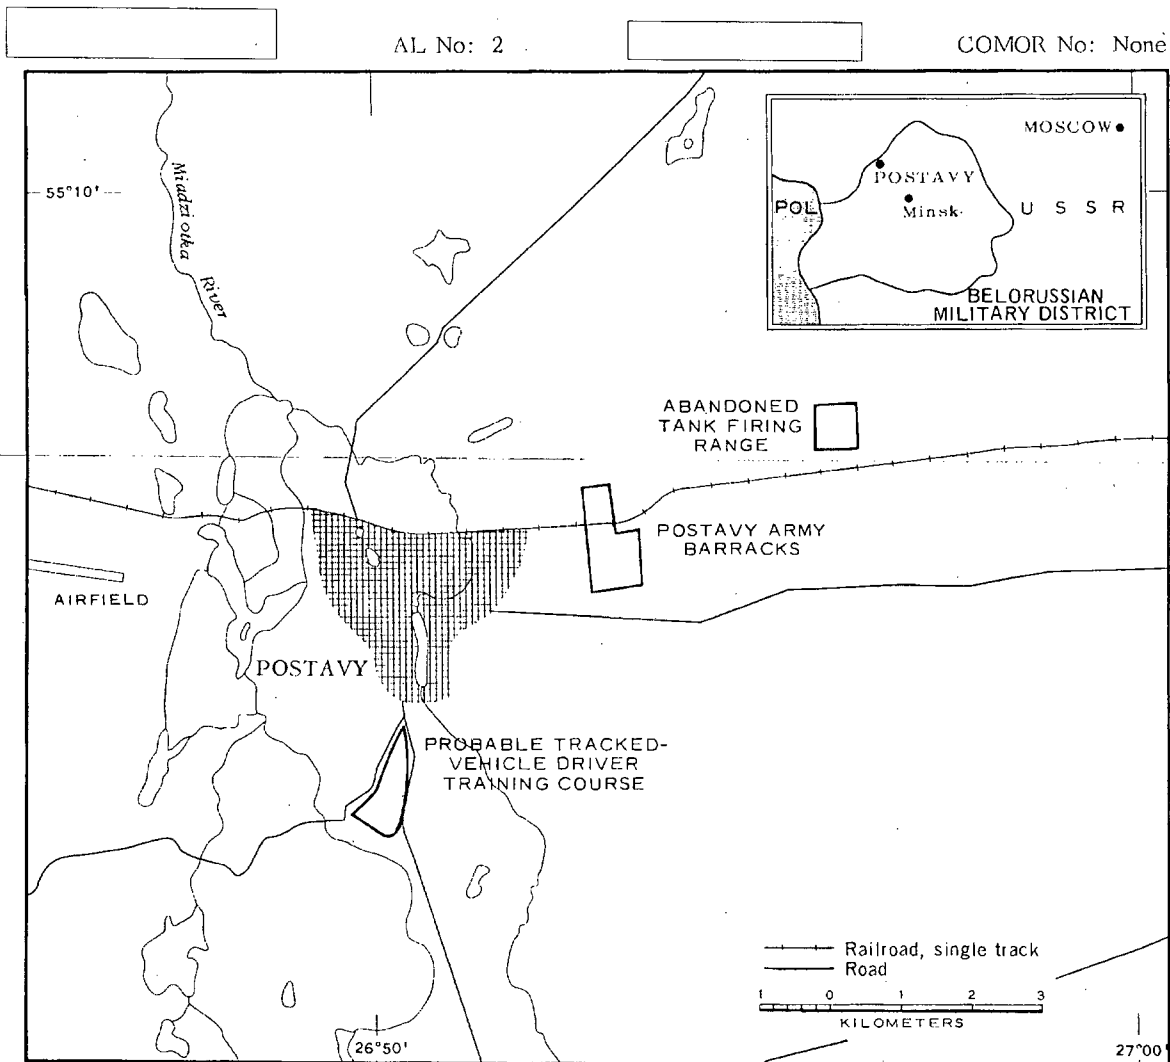 AL No: 2
COMOR No: None
55°10'
Miadziotka
River
MOSCOW
POSTAVY
Minsk
POL
U S S R
BELORUSSIAN
MILITARY DISTRICT
ABANDONED
TANK FIRING
RANGE
POSTAVY ARMY
BARRACKS
AIRFIELD
POSTAVY
PROBABLE TRACKED-
VEHICLE DRIVER
TRAINING COURSE
Railroad, single track
Road
1 0 1 2 3
KILOMETERS
26°50'
27°00'